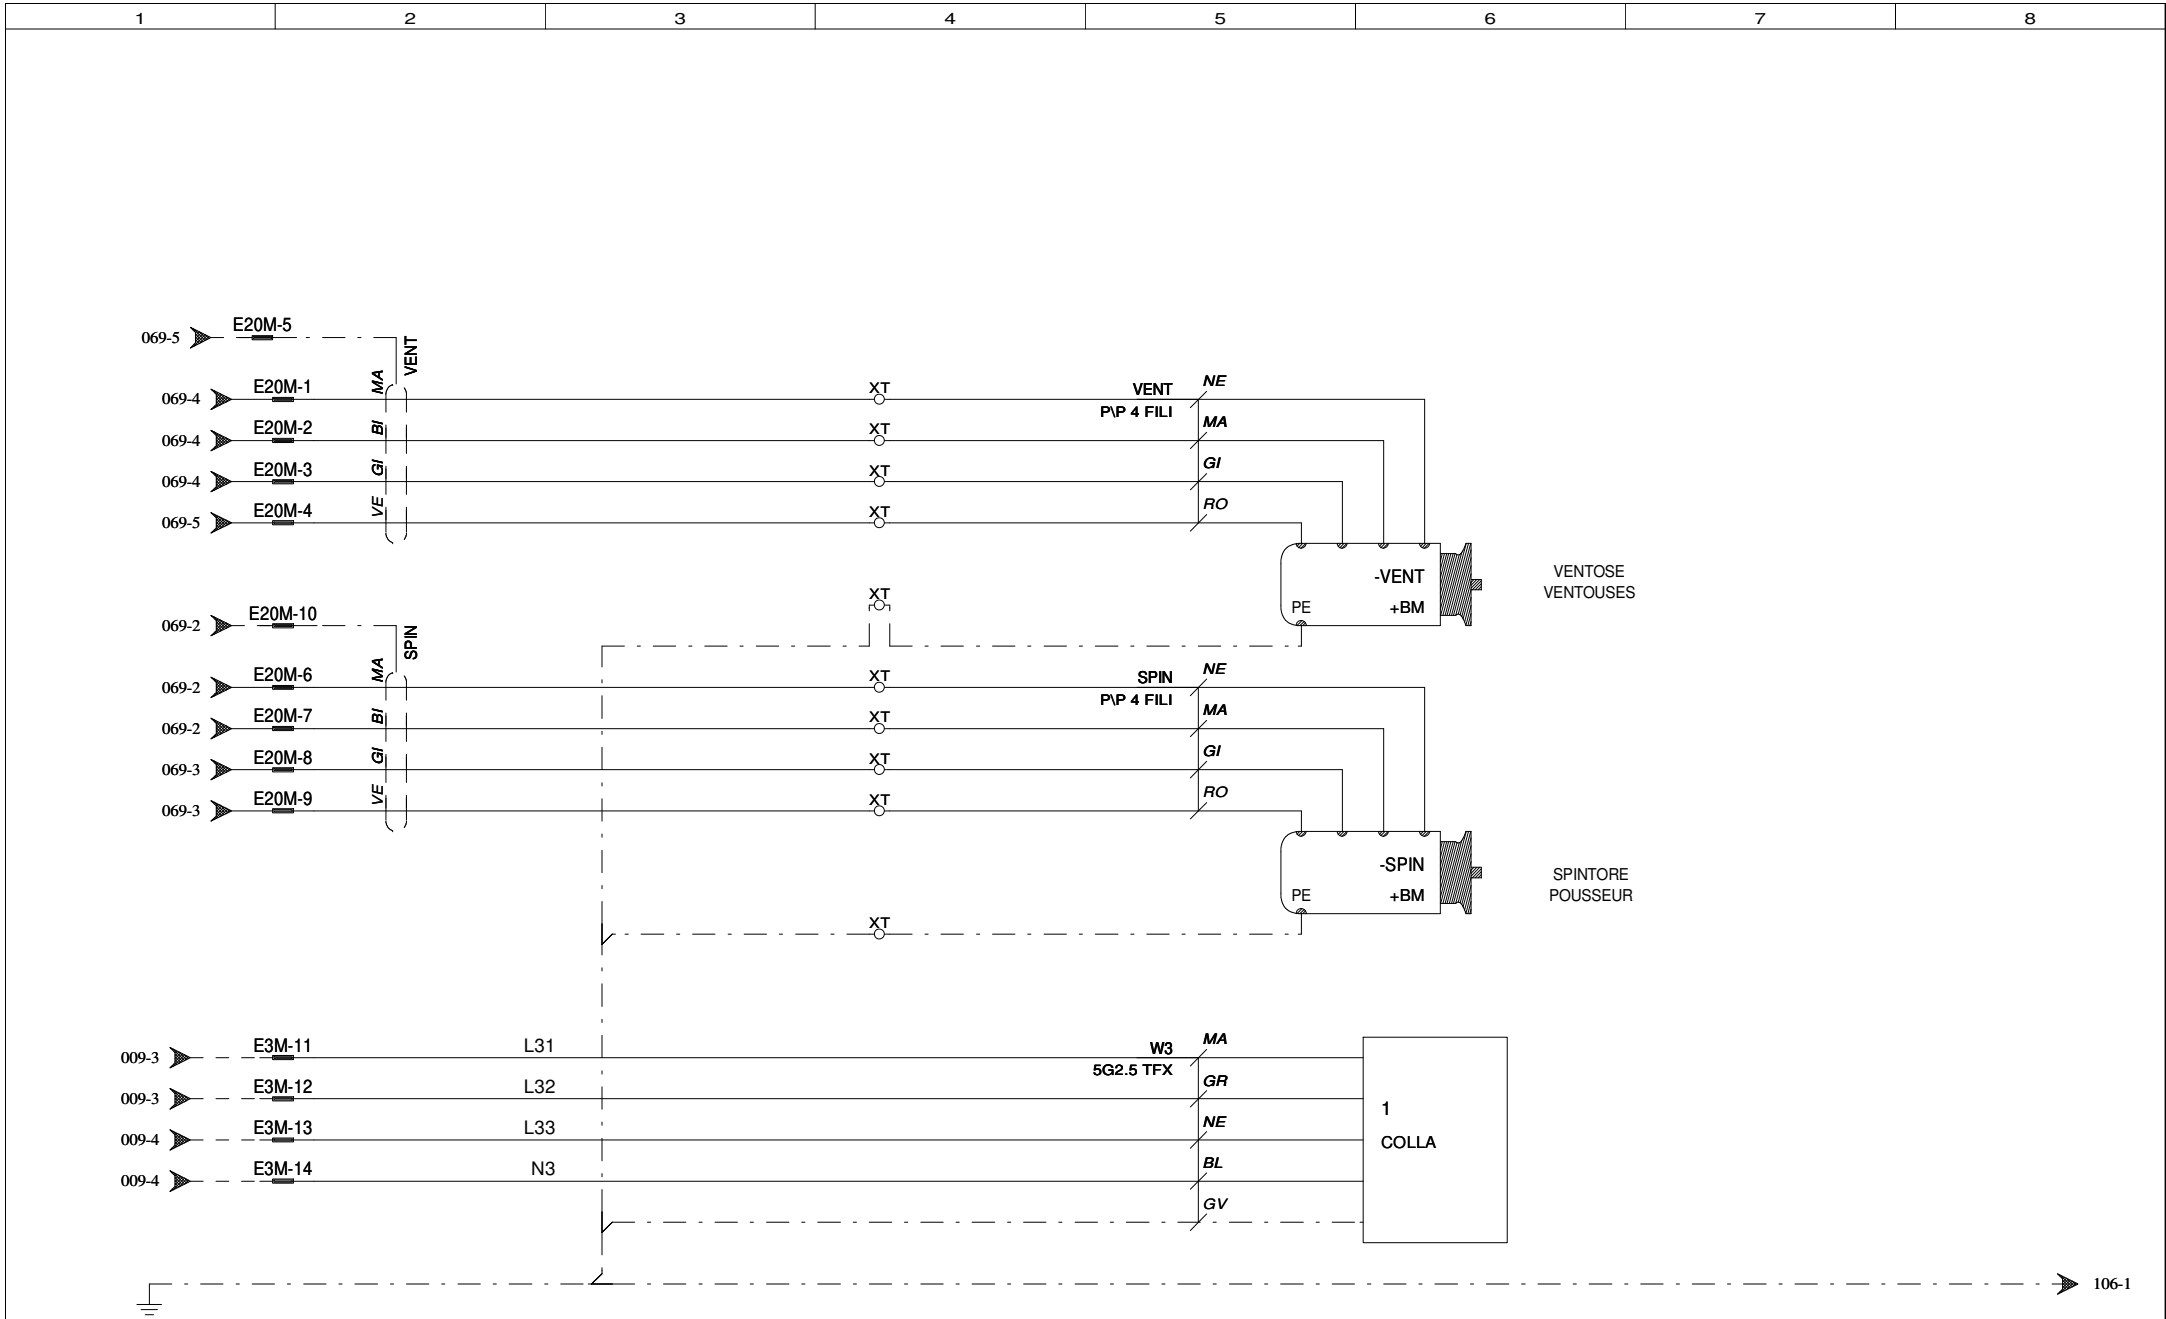 1 2 3 4 5 6 7 8
069-5 E20M-5
VENT
069-4 E20M-1 MA XT VENT NE
P\P 4 FILI
069-4 E20M-2 BI XT MA
069-4 E20M-3 GI XT GI
069-5 E20M-4 VE XT RO
-VENT VENTOSE
VENTOUSES
PE +BM
XT
069-2 E20M-10
SPIN
069-2 E20M-6 MA XT SPIN NE
P\P 4 FILI
069-2 E20M-7 BI XT MA
069-3 E20M-8 GI XT GI
069-3 E20M-9 VE XT RO
-SPIN SPINTORE
PE +BM POUSSEUR
XT
009-3 E3M-11 L31 W3 MA
5G2.5 TFX
009-3 E3M-12 L32 GR
1
009-4 E3M-13 L33 NE
COLLA
009-4 E3M-14 N3 BL
GV
106-1